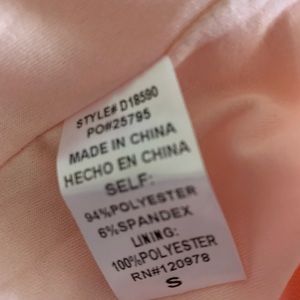 STYLE# D18590
PO#25795
MADE IN CHINA
HECHO EN CHINA
SELF:
94%POLYESTER
6%SPANDEX
LINING:
100%POLYESTER
RN#120978
S